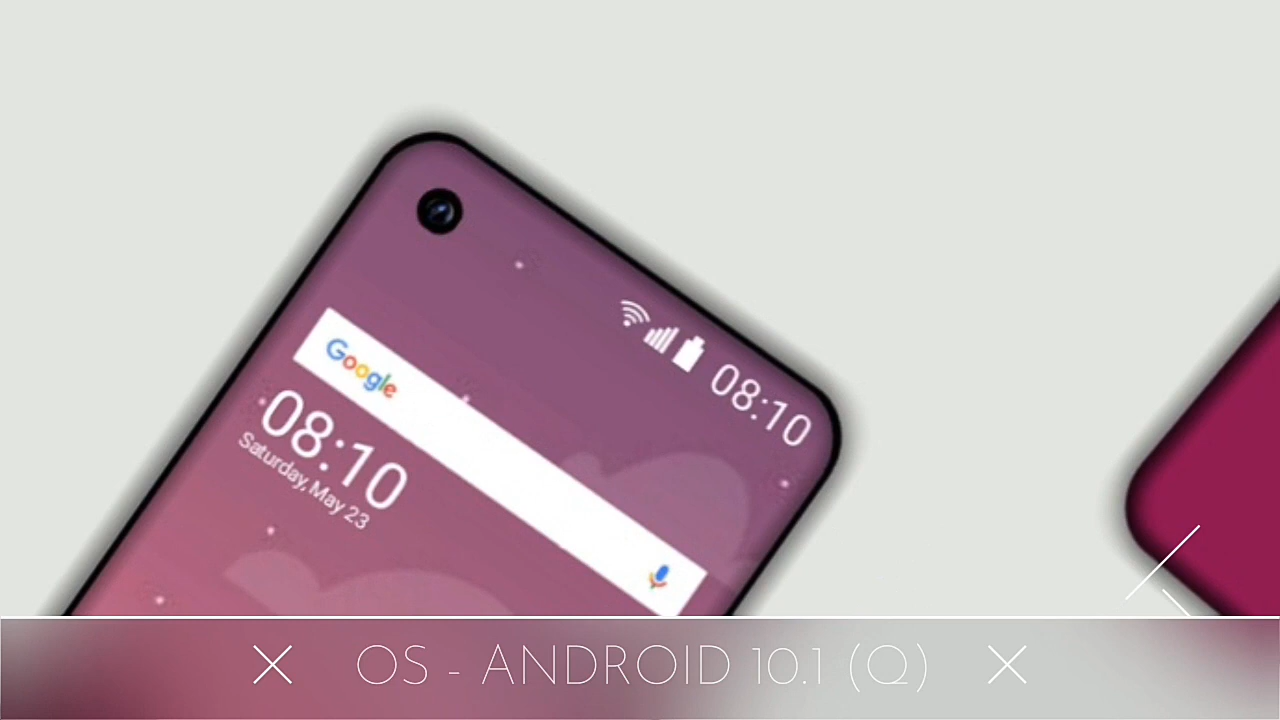 08:10
Google
08:10
Saturday, May 23
OS - ANDROID 10.1 (Q)